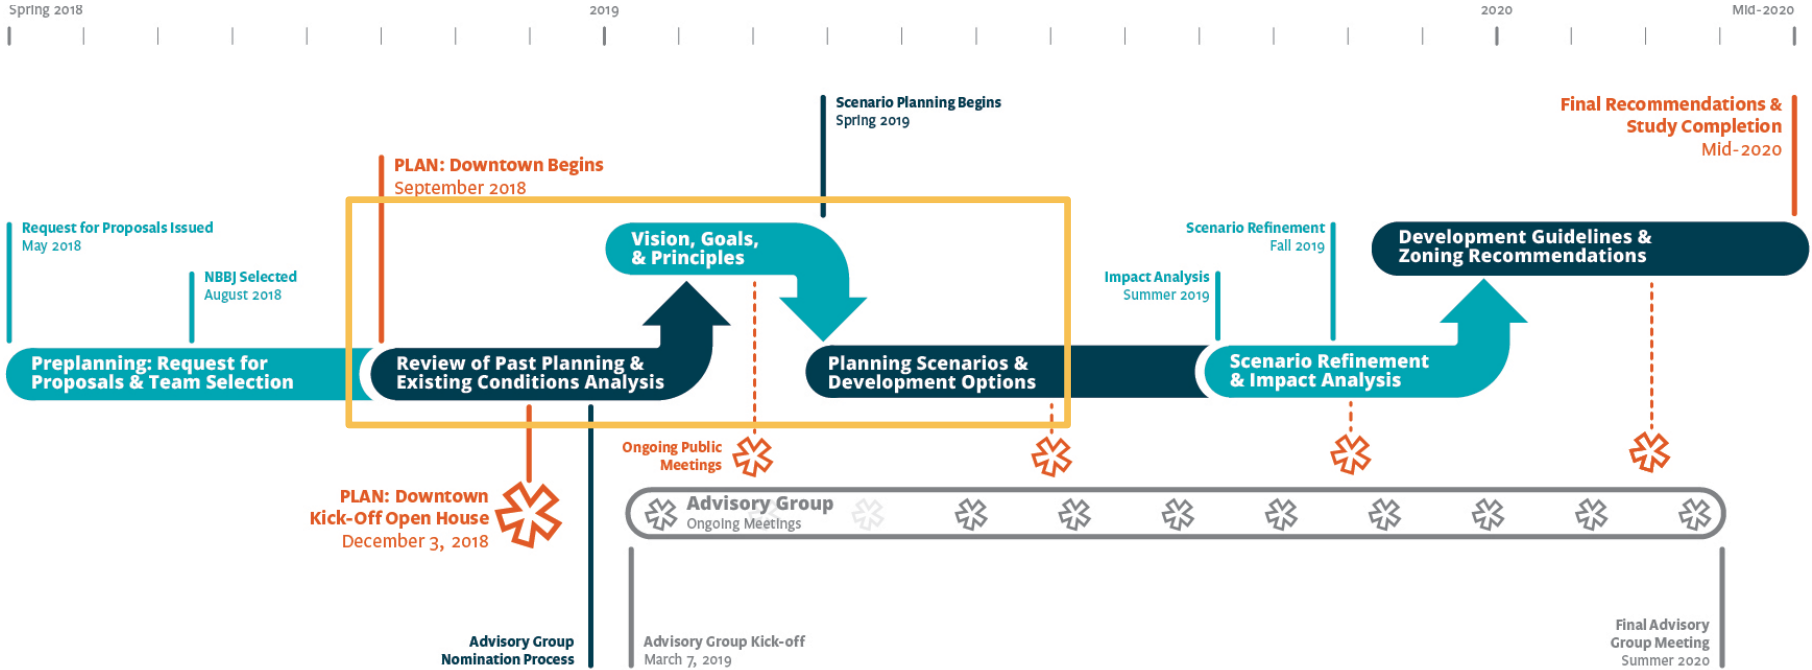 Spring 2018
2019
2020
Mid-2020
Scenario Planning Begins
Spring 2019
Final Recommendations &
Study Completion
Mid-2020
PLAN: Downtown Begins
September 2018
Request for Proposals Issued
May 2018
NBBJ Selected
August 2018
Vision, Goals,
& Principles
Scenario Refinement
Fall 2019
Impact Analysis
Summer 2019
Development Guidelines &
Zoning Recommendations
Preplanning: Request for
Proposals & Team Selection
Review of Past Planning &
Existing Conditions Analysis
Planning Scenarios &
Development Options
Scenario Refinement
& Impact Analysis
Ongoing Public
Meetings
PLAN: Downtown
Kick-Off Open House
December 3, 2018
Advisory Group
Ongoing Meetings
Advisory Group
Nomination Process
Advisory Group Kick-off
March 7, 2019
Final Advisory
Group Meeting
Summer 2020